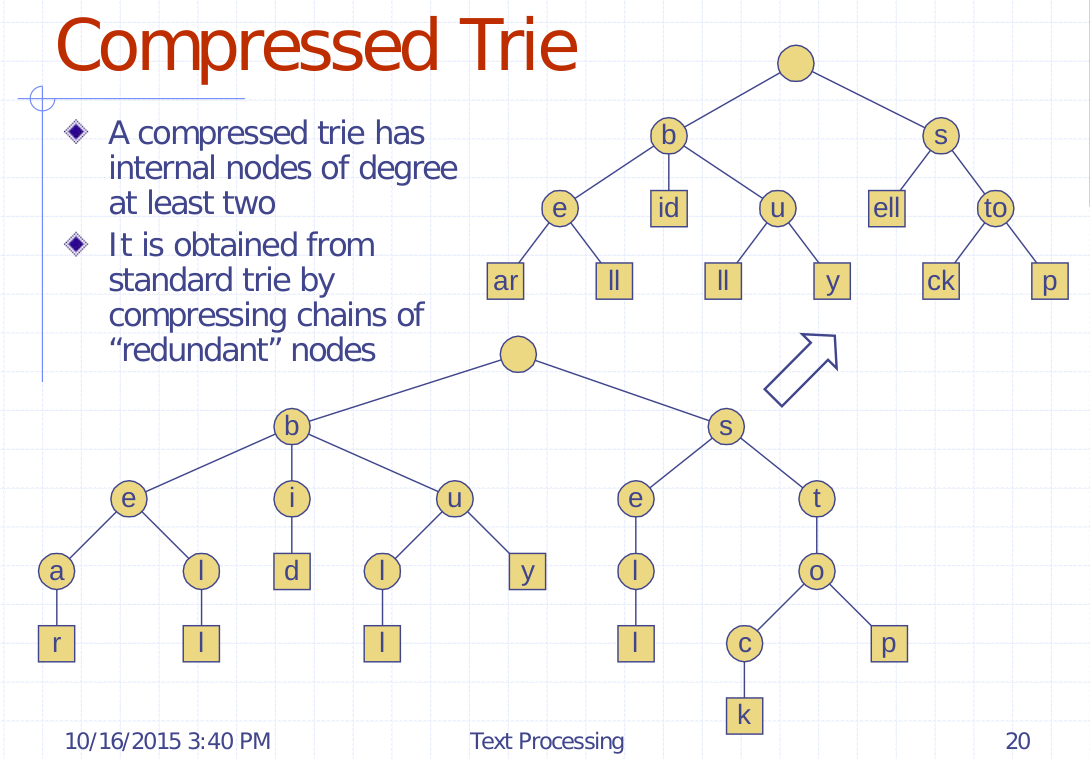 Compressed Trie
A compressed trie has
internal nodes of degree
at least two
It is obtained from
standard trie by
compressing chains of
“redundant” nodes
b s
e id u ell to
ar ll ll y ck p
b s
e i u e t
a l d l y l o
r l l l c p
k
10/16/2015 3:40 PM
Text Processing
20